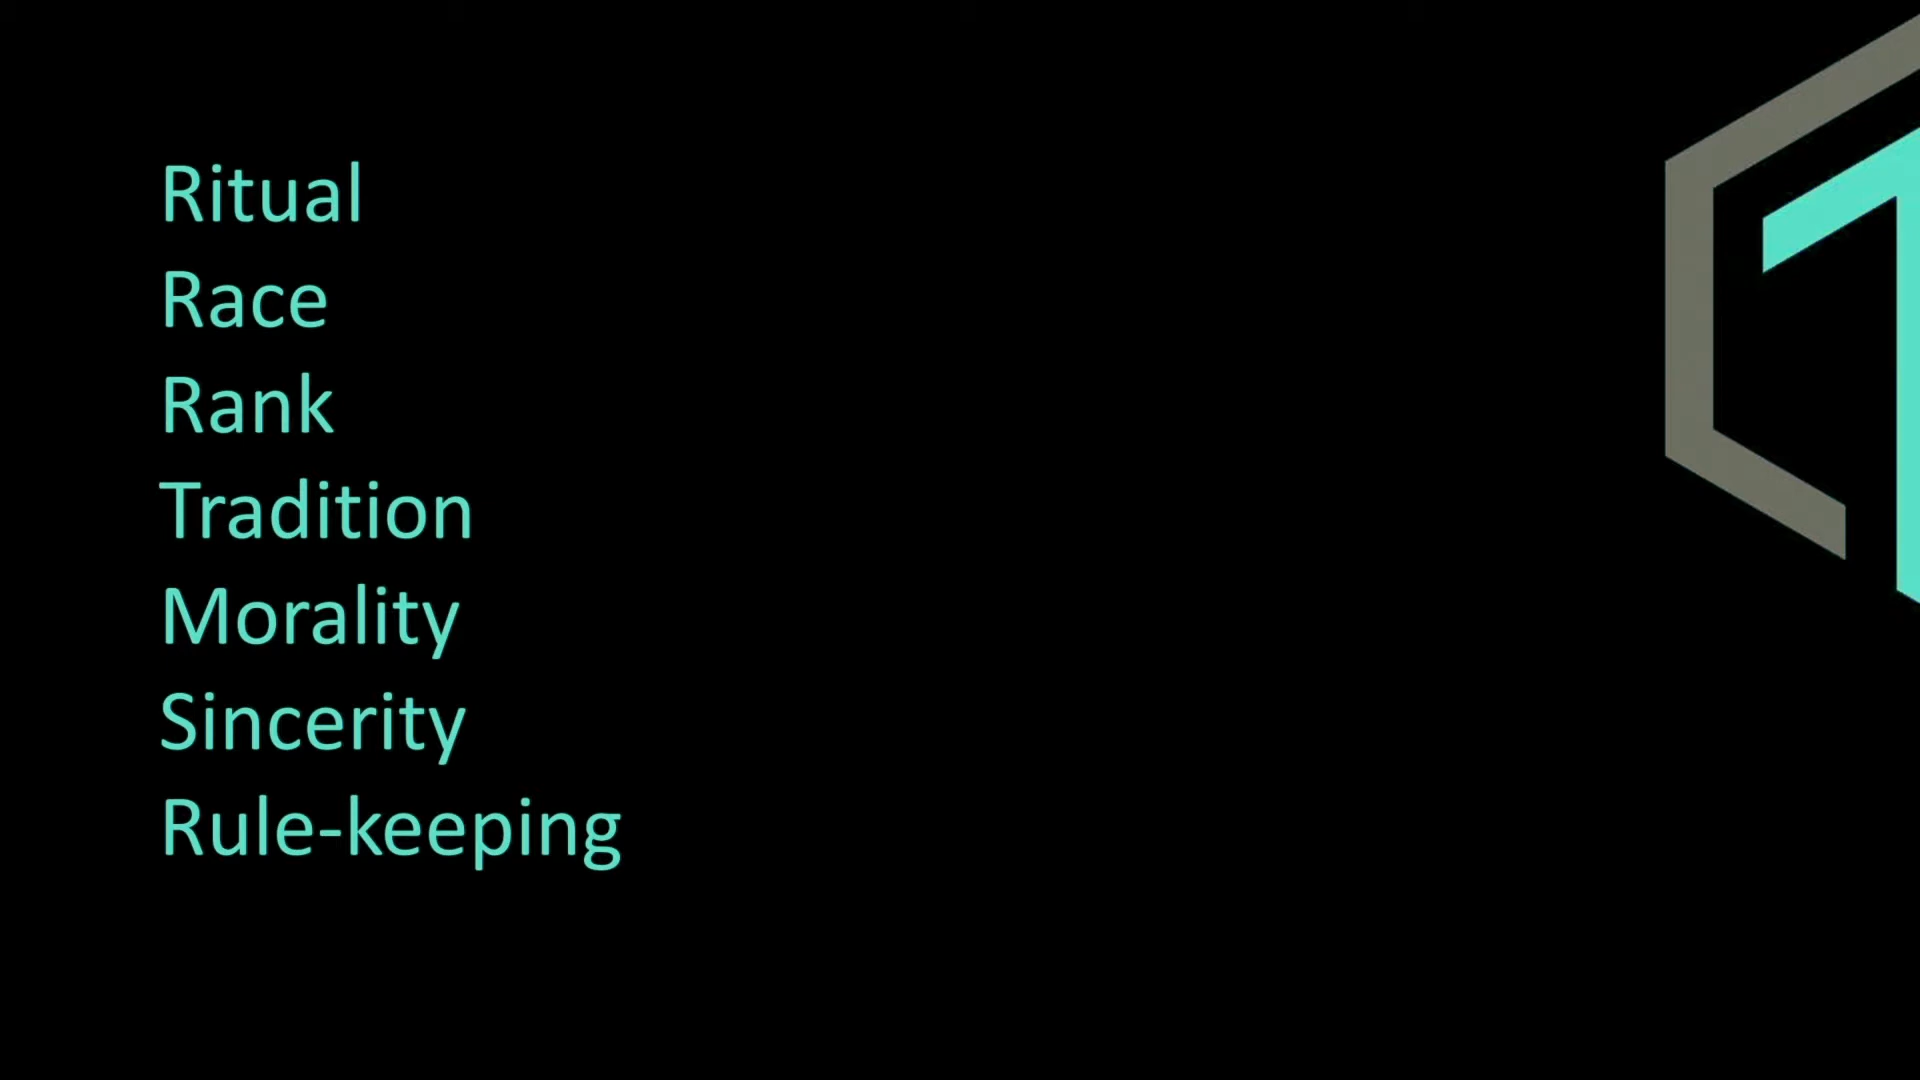 Ritual
Race
Rank
Tradition
Morality
Sincerity
Rule-keeping